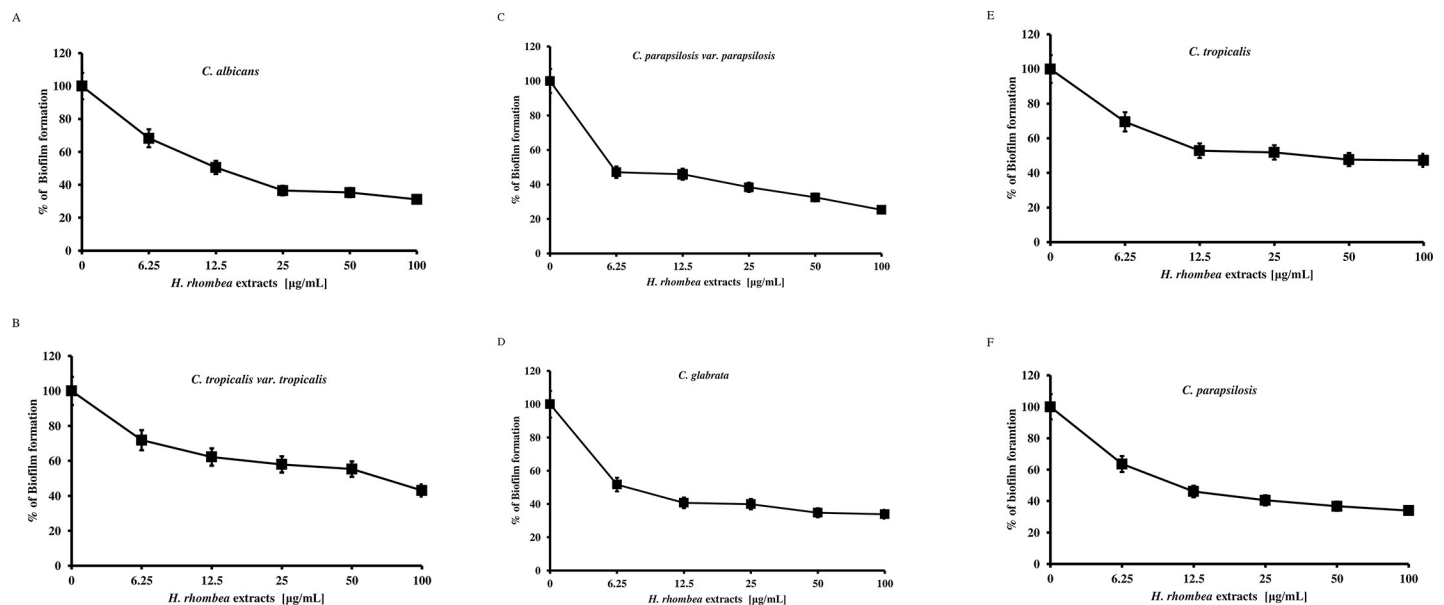 A
C. albicans
% of Biofilm formation
120
100
80
60
40
20
0
0 6.25 12.5 25 50 100
H. rhombea extracts [µg/mL]
B
C. tropicalis var. tropicalis
% of Biofilm formation
120
100
80
60
40
20
0
0 6.25 12.5 25 50 100
H. rhombea extracts [µg/mL]
C
C. parapsilosis var. parapsilosis
% of Biofilm formation
120
100
80
60
40
20
0
0 6.25 12.5 25 50 100
H. rhombea extracts [µg/mL]
D
C. glabrata
% of Biofilm formation
120
100
80
60
40
20
0
0 6.25 12.5 25 50 100
H. rhombea extracts [µg/mL]
E
C. tropicalis
% of Biofilm formation
120
100
80
60
40
20
0
0 6.25 12.5 25 50 100
H. rhombea extracts [µg/mL]
F
C. parapsilosis
% of biofilm foramtion
120
100
80
60
40
20
0
0 6.25 12.5 25 50 100
H. rhombea extracts [µg/mL]